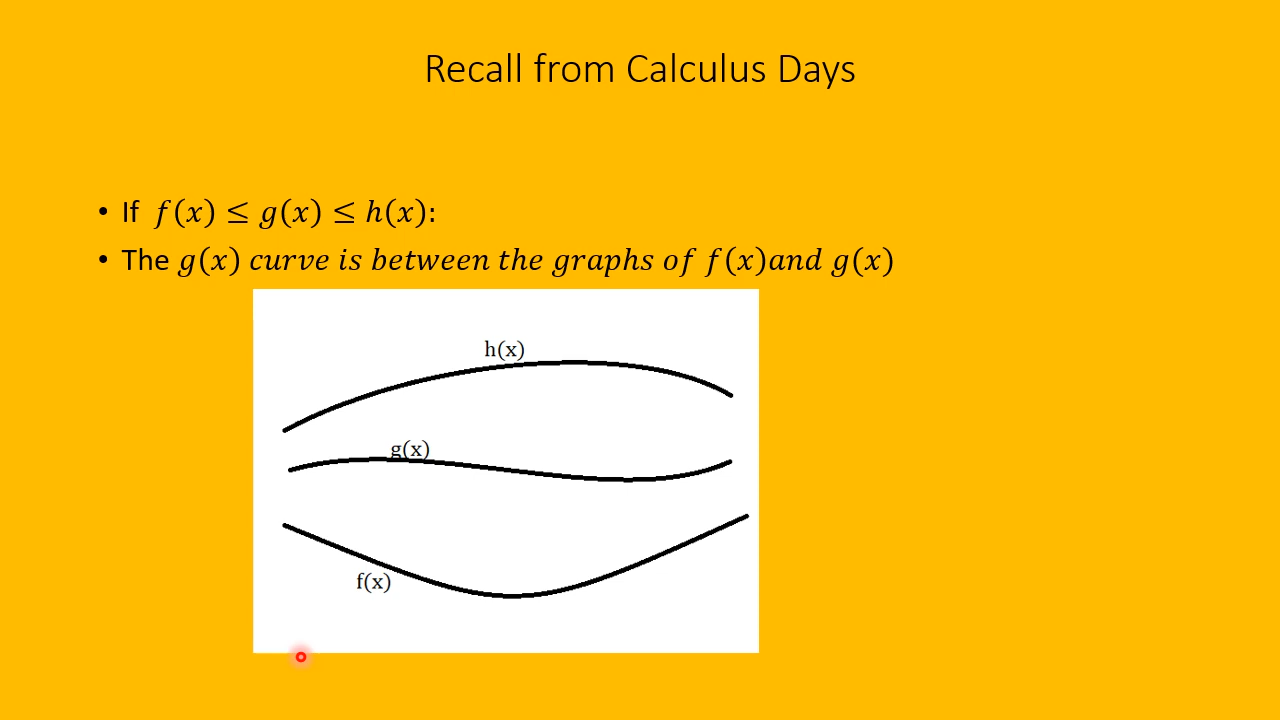 Recall from Calculus Days
• If f(x) ≤ g(x) ≤ h(x):
• The g(x) curve is between the graphs of f(x)and g(x)
h(x)
g(x)
f(x)